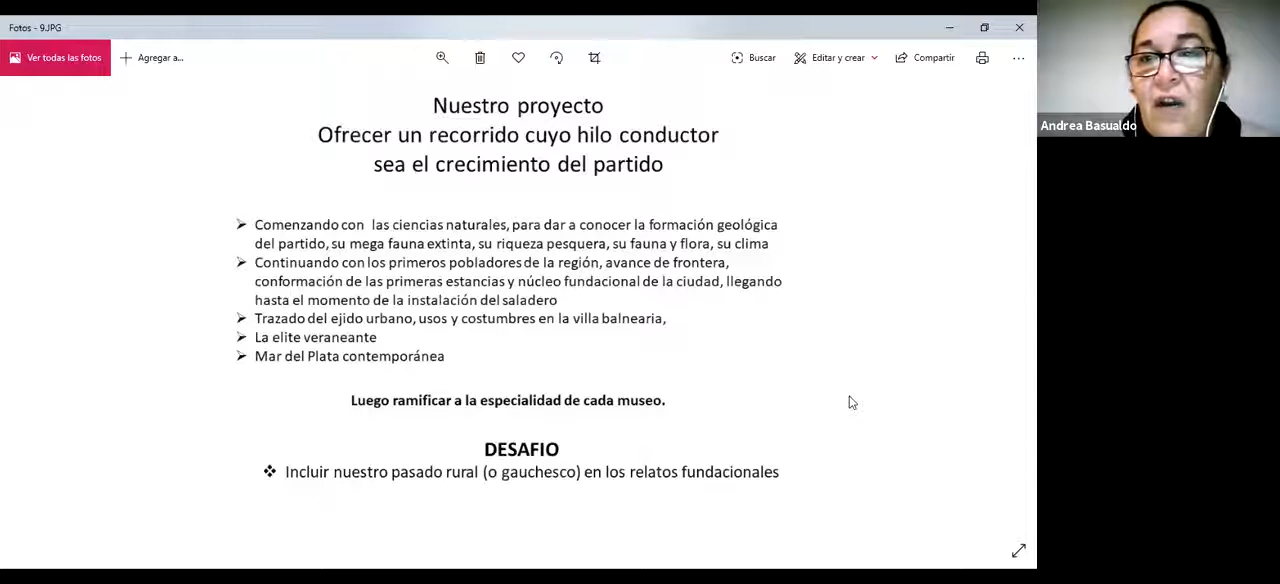 Fotos - 9.JPG
Ver todas las fotos
Agregar a...
Buscar
Editar y crear
Compartir
Andrea Basualdo
Nuestro proyecto
Ofrecer un recorrido cuyo hilo conductor
sea el crecimiento del partido
Comenzando con las ciencias naturales, para dar a conocer la formación geológica
del partido, su mega fauna extinta, su riqueza pesquera, su fauna y flora, su clima
Continuando con los primeros pobladores de la región, avance de frontera,
conformación de las primeras estancias y núcleo fundacional de la ciudad, llegando
hasta el momento de la instalación del saladero
Trazado del ejido urbano, usos y costumbres en la villa balnearia,
La elite veraneante
Mar del Plata contemporánea
Luego ramificar a la especialidad de cada museo.
DESAFIO
Incluir nuestro pasado rural (o gauchesco) en los relatos fundacionales